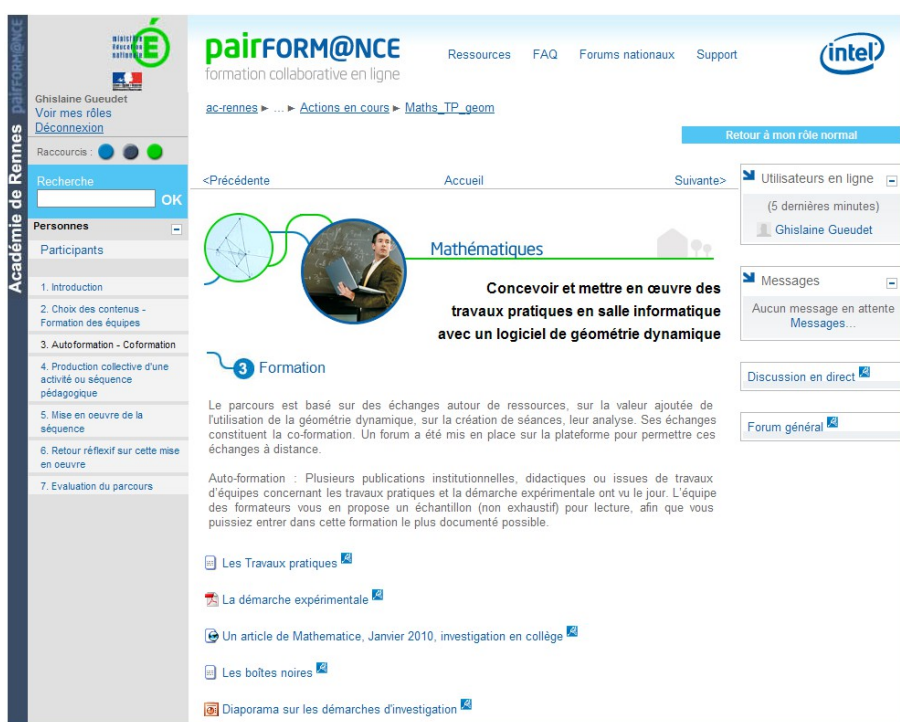 Académie de Rennes pairFORM@NCE
ministère
éducation
nationale
É
Ghislaine Gueudet
Voir mes rôles
Déconnexion
Raccourcis :
Recherche
OK
Personnes
Participants
1. Introduction
2. Choix des contenus -
Formation des équipes
3. Autoformation - Coformation
4. Production collective d'une
activité ou séquence
pédagogique
5. Mise en oeuvre de la
séquence
6. Retour réflexif sur cette mise
en oeuvre
7. Evaluation du parcours
pairFORM@NCE
formation collaborative en ligne
Ressources FAQ Forums nationaux Support
intel
ac-rennes ► ... ► Actions en cours ► Maths_TP_geom
Retour à mon rôle normal
<Précédente Accueil Suivante>
Mathématiques
Concevoir et mettre en œuvre des
travaux pratiques en salle informatique
avec un logiciel de géométrie dynamique
3 Formation
Le parcours est basé sur des échanges autour de ressources, sur la valeur ajoutée de
l'utilisation de la géométrie dynamique, sur la création de séances, leur analyse. Ses échanges
constituent la co-formation. Un forum a été mis en place sur la plateforme pour permettre ces
échanges à distance.
Auto-formation : Plusieurs publications institutionnelles, didactiques ou issues de travaux
d'équipes concernant les travaux pratiques et la démarche expérimentale ont vu le jour. L'équipe
des formateurs vous en propose un échantillon (non exhaustif) pour lecture, afin que vous
puissiez entrer dans cette formation le plus documenté possible.
Les Travaux pratiques
La démarche expérimentale
Un article de Mathematice, Janvier 2010, investigation en collège
Les boîtes noires
Diaporama sur les démarches d'investigation
Utilisateurs en ligne
(5 dernières minutes)
Ghislaine Gueudet
Messages
Aucun message en attente
Messages...
Discussion en direct
Forum général